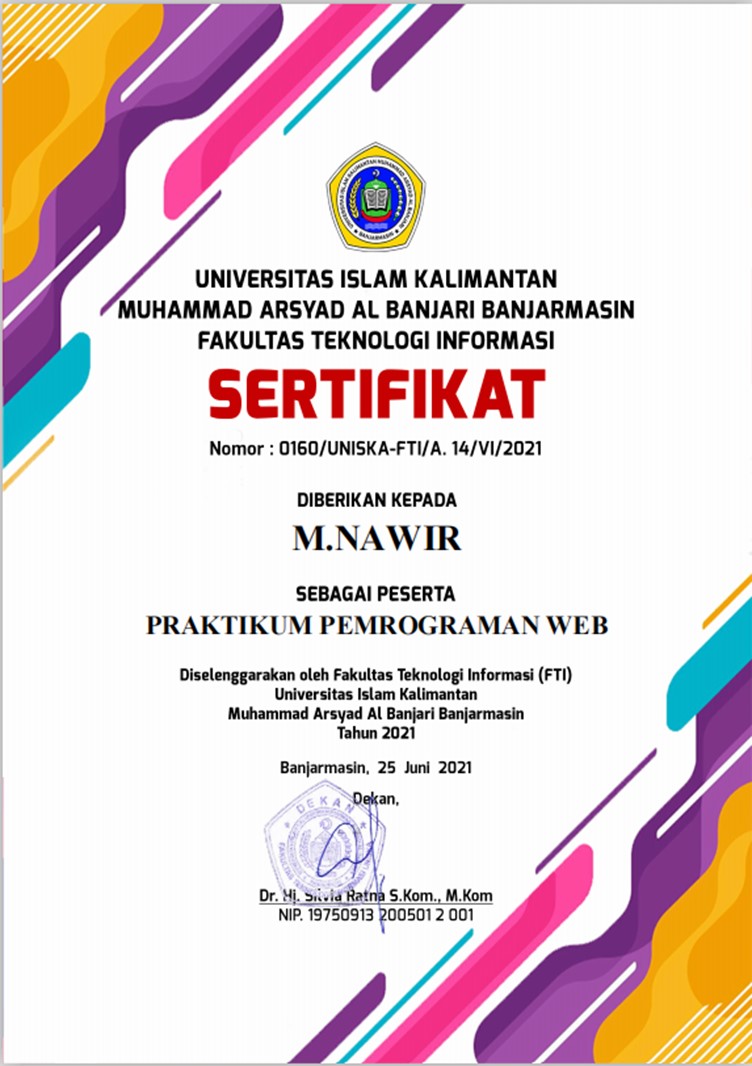 UNIVERSITAS ISLAM KALIMANTAN
MUHAMMAD ARSYAD AL BANJARI BANJARMASIN
FAKULTAS TEKNOLOGI INFORMASI
SERTIFIKAT
Nomor : 0160/UNISKA-FTI/A. 14/VI/2021
DIBERIKAN KEPADA
M.NAWIR
SEBAGAI PESERTA
PRAKTIKUM PEMROGRAMAN WEB
Diselenggarakan oleh Fakultas Teknologi Informasi (FTI)
Universitas Islam Kalimantan
Muhammad Arsyad Al Banjari Banjarmasin
Tahun 2021
Banjarmasin, 25 Juni 2021
Dekan,
DEKAN
Dr. Hj. Silvia Ratna S.Kom., M.Kom
NIP. 19750913 200501 2 001